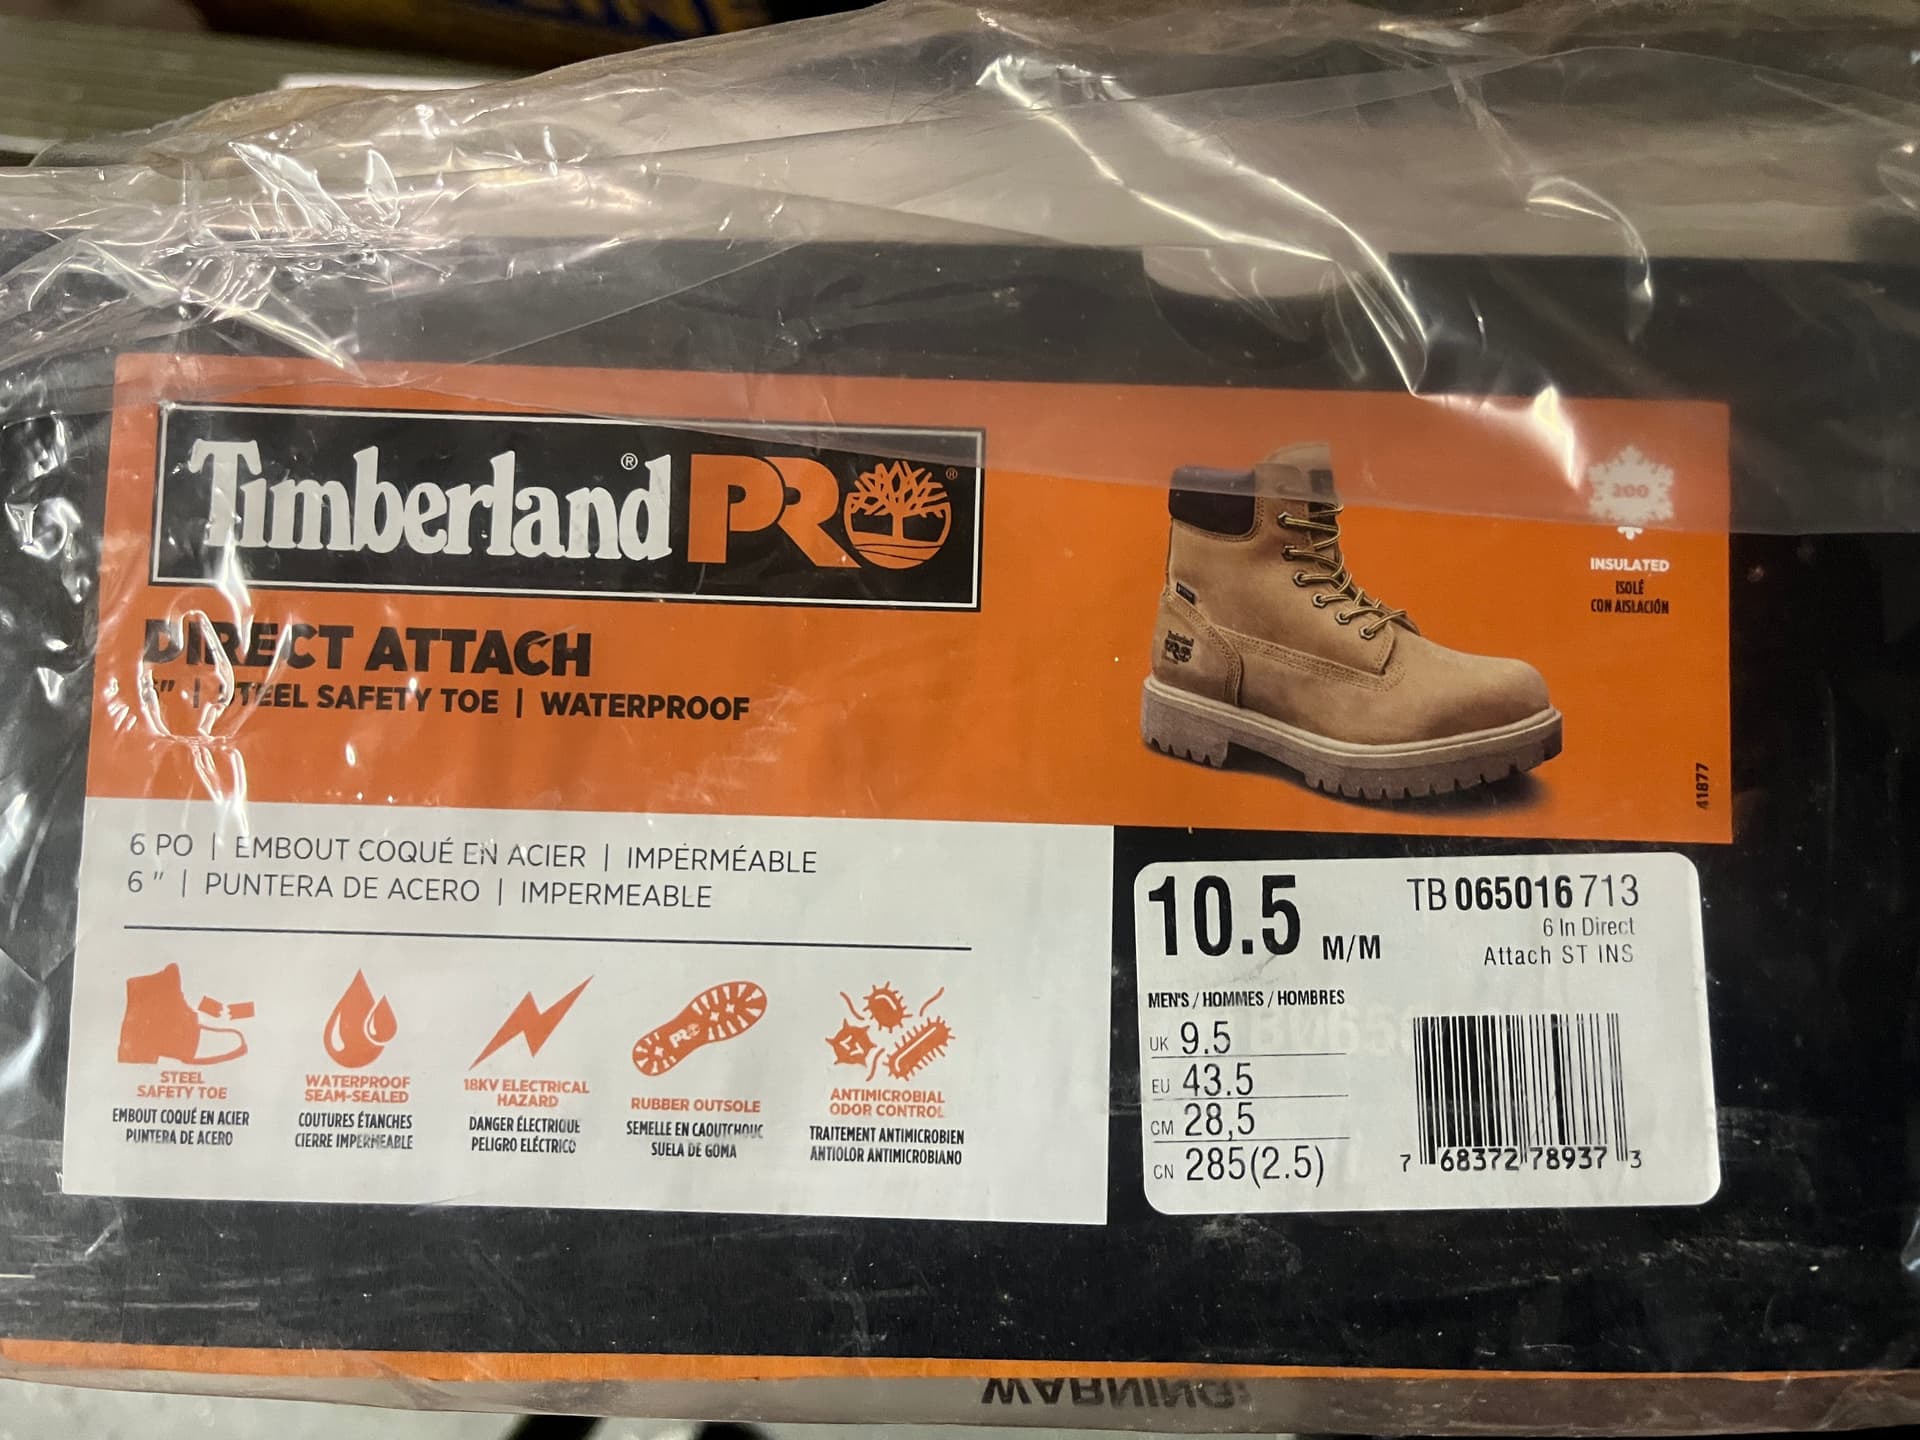 Timberland® PRO®
DIRECT ATTACH
6" | STEEL SAFETY TOE | WATERPROOF
200
INSULATED
ISOLÉ
CON AISLACIÓN
41877
6 PO | EMBOUT COQUÉ EN ACIER | IMPERMÉABLE
6 " | PUNTERA DE ACERO | IMPERMEABLE
STEEL
SAFETY TOE
EMBOUT COQUÉ EN ACIER
PUNTERA DE ACERO
WATERPROOF
SEAM-SEALED
COUTURES ÉTANCHES
CIERRE IMPERMEABLE
18KV ELECTRICAL
HAZARD
DANGER ÉLECTRIQUE
PELIGRO ELÉCTRICO
PRO
RUBBER OUTSOLE
SEMELLE EN CAOUTCHOUC
SUELA DE GOMA
ANTIMICROBIAL
ODOR CONTROL
TRAITEMENT ANTIMICROBIEN
ANTIOLOR ANTIMICROBIANO
10.5 M/M
TB 065016 713
6 In Direct
Attach ST INS
MEN'S / HOMMES / HOMBRES
UK 9.5
EU 43.5
CM 28,5
CN 285(2.5)
7 68372 78937 3
WARNING: